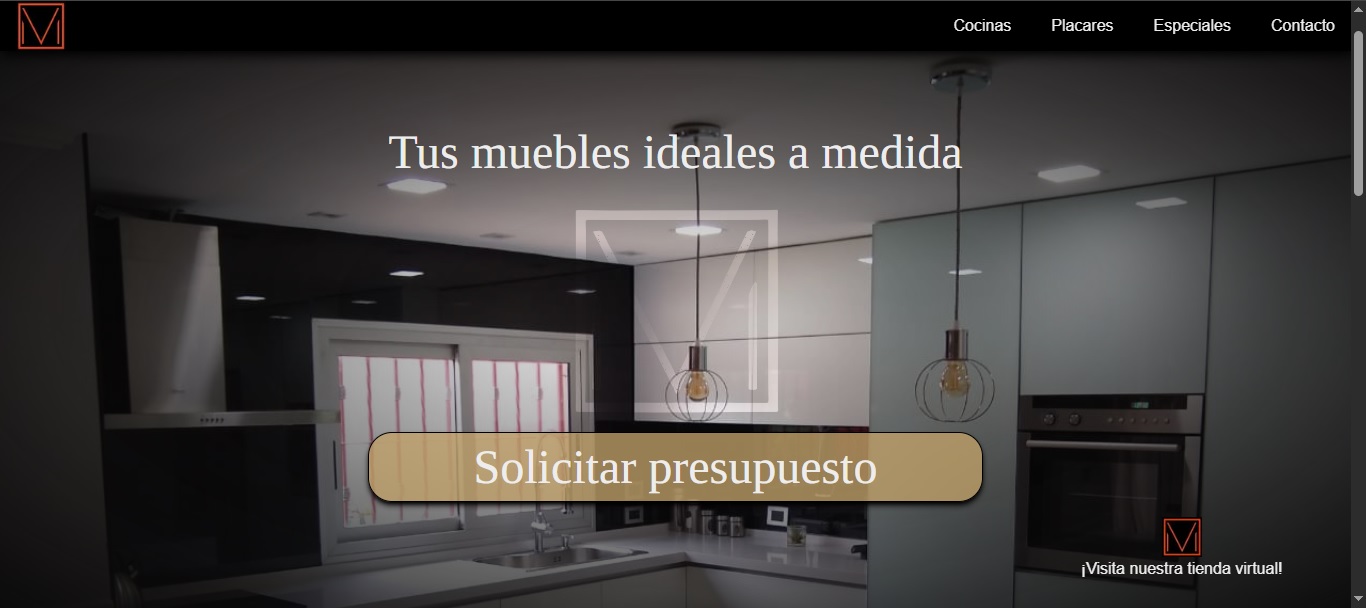 Cocinas Placares Especiales Contacto
Tus muebles ideales a medida
Solicitar presupuesto
¡Visita nuestra tienda virtual!